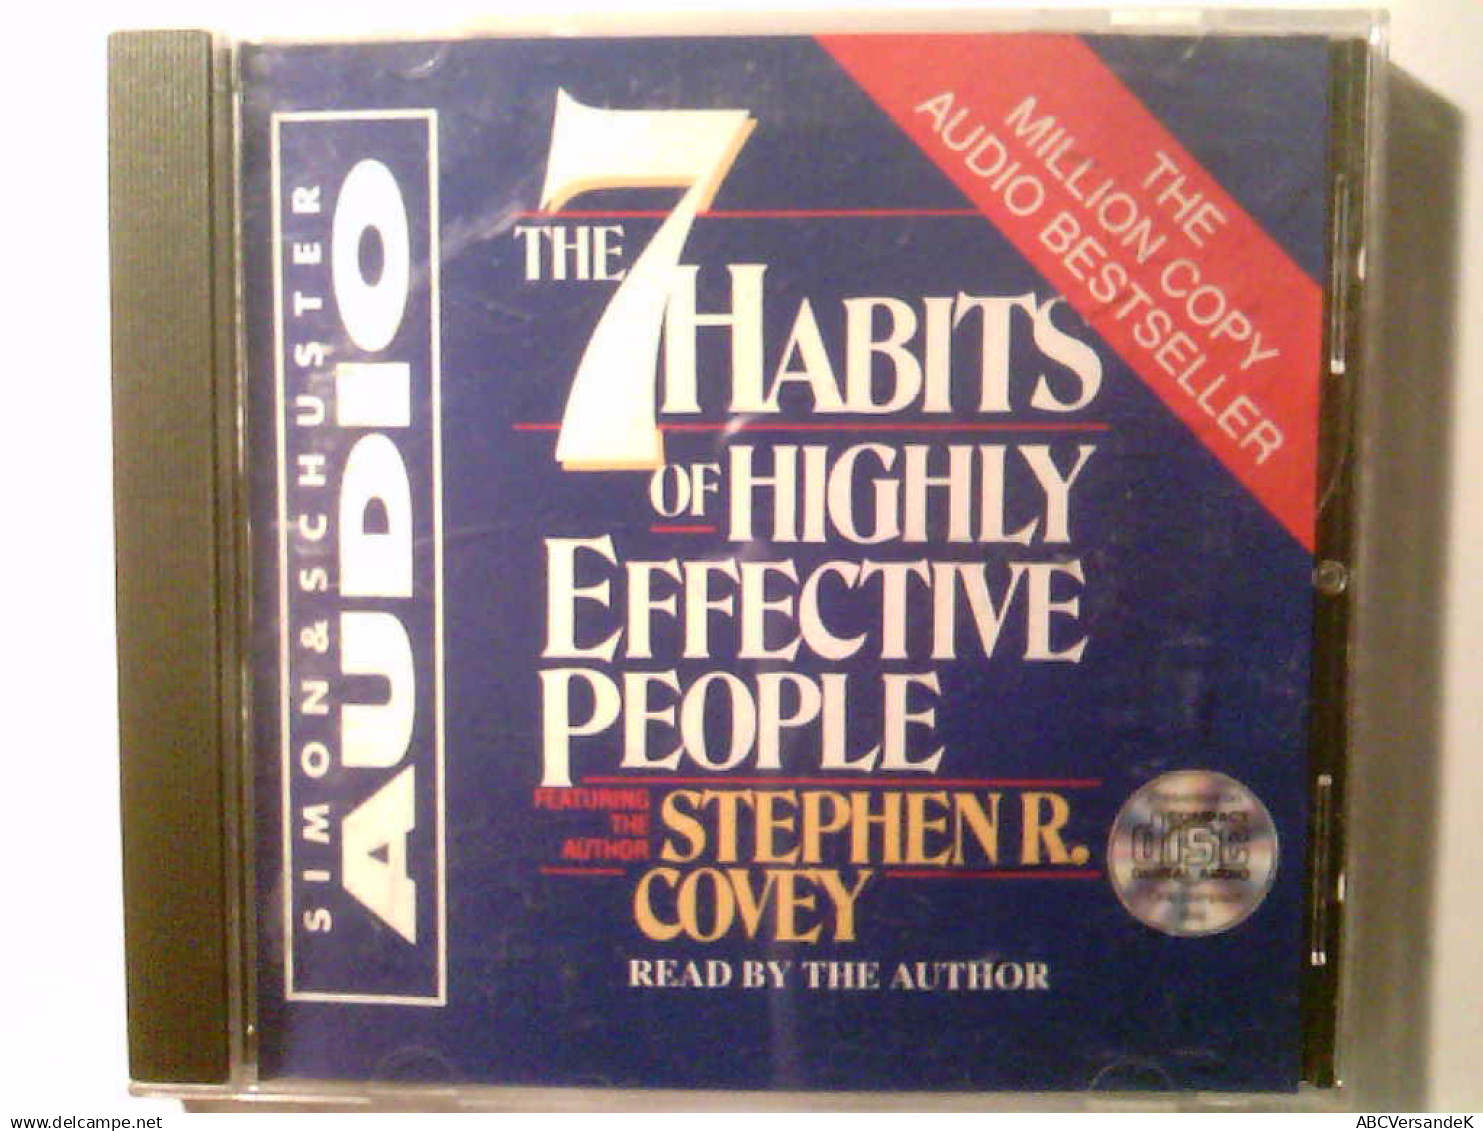 SIMON & SCHUSTER
AUDIO
THE
MILLION COPY
AUDIO BESTSELLER
THE 7 HABITS
OF HIGHLY
EFFECTIVE
PEOPLE
FEATURING
THE
AUTHOR
STEPHEN R.
COVEY
READ BY THE AUTHOR
COMPACT
disc
DIGITAL AUDIO
www.delcampe.net
ABCVersandeK